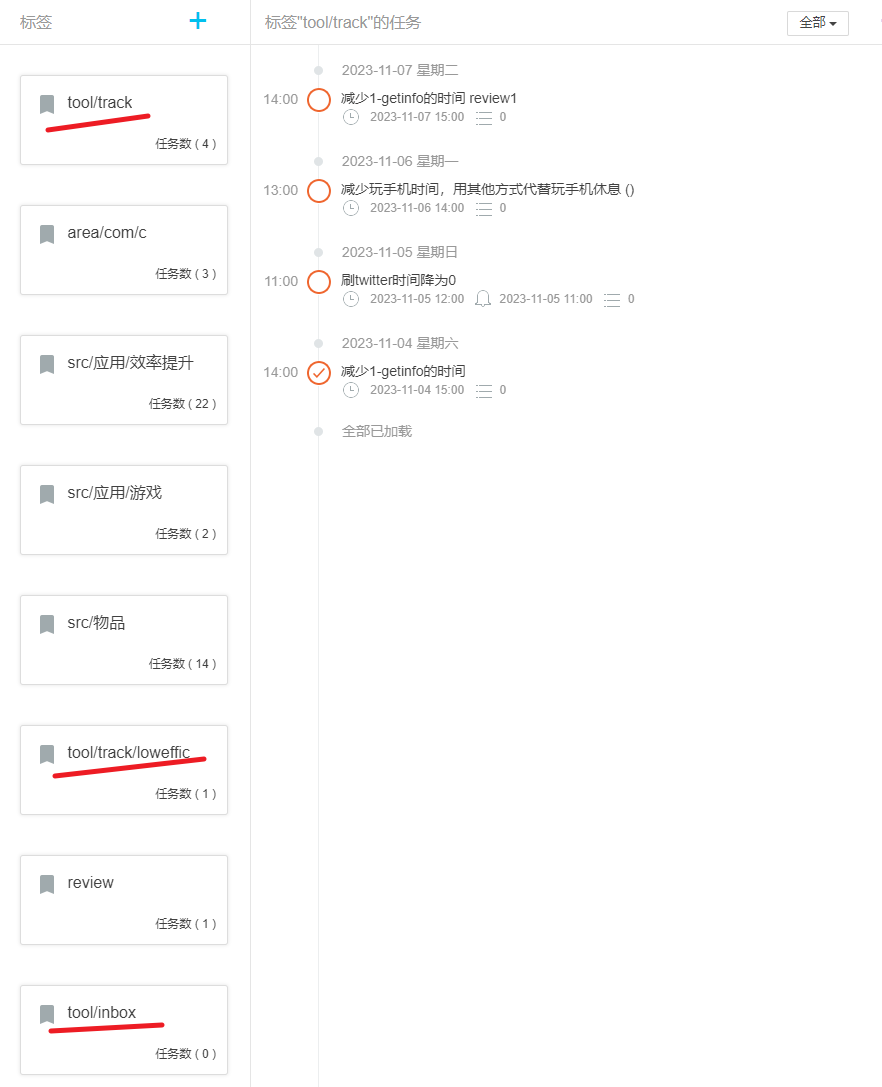 标签
tool/track
任务数 ( 4 )
area/com/c
任务数 ( 3 )
src/应用/效率提升
任务数 ( 22 )
src/应用/游戏
任务数 ( 2 )
src/物品
任务数 ( 14 )
tool/track/loweffic
任务数 ( 1 )
review
任务数 ( 1 )
tool/inbox
任务数 ( 0 )
标签"tool/track"的任务
全部
2023-11-07 星期二
14:00 减少1-getinfo的时间 review1
2023-11-07 15:00 0
2023-11-06 星期一
13:00 减少玩手机时间，用其他方式代替玩手机休息 ()
2023-11-06 14:00 0
2023-11-05 星期日
11:00 刷twitter时间降为0
2023-11-05 12:00 2023-11-05 11:00 0
2023-11-04 星期六
14:00 减少1-getinfo的时间
2023-11-04 15:00 0
全部已加载